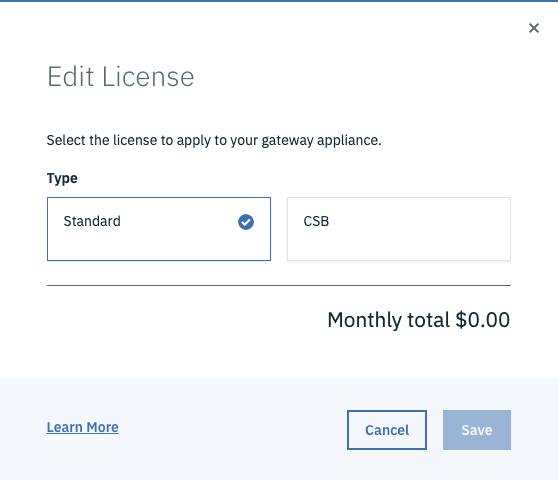 Edit License
Select the license to apply to your gateway appliance.
Type
Standard
CSB
Monthly total $0.00
Learn More
Cancel
Save